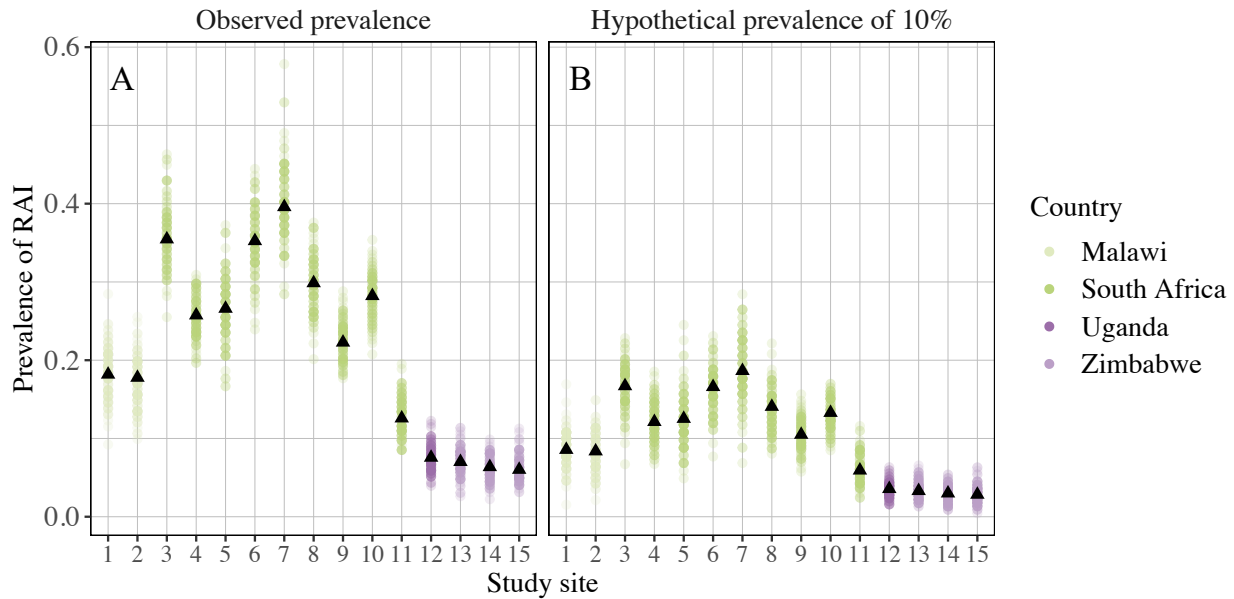 Observed prevalence
Hypothetical prevalence of 10%
A
B
Prevalence of RAI
0.6
0.4
0.2
0.0
1 2 3 4 5 6 7 8 9 10 11 12 13 14 15
1 2 3 4 5 6 7 8 9 10 11 12 13 14 15
Study site
Country
Malawi
South Africa
Uganda
Zimbabwe